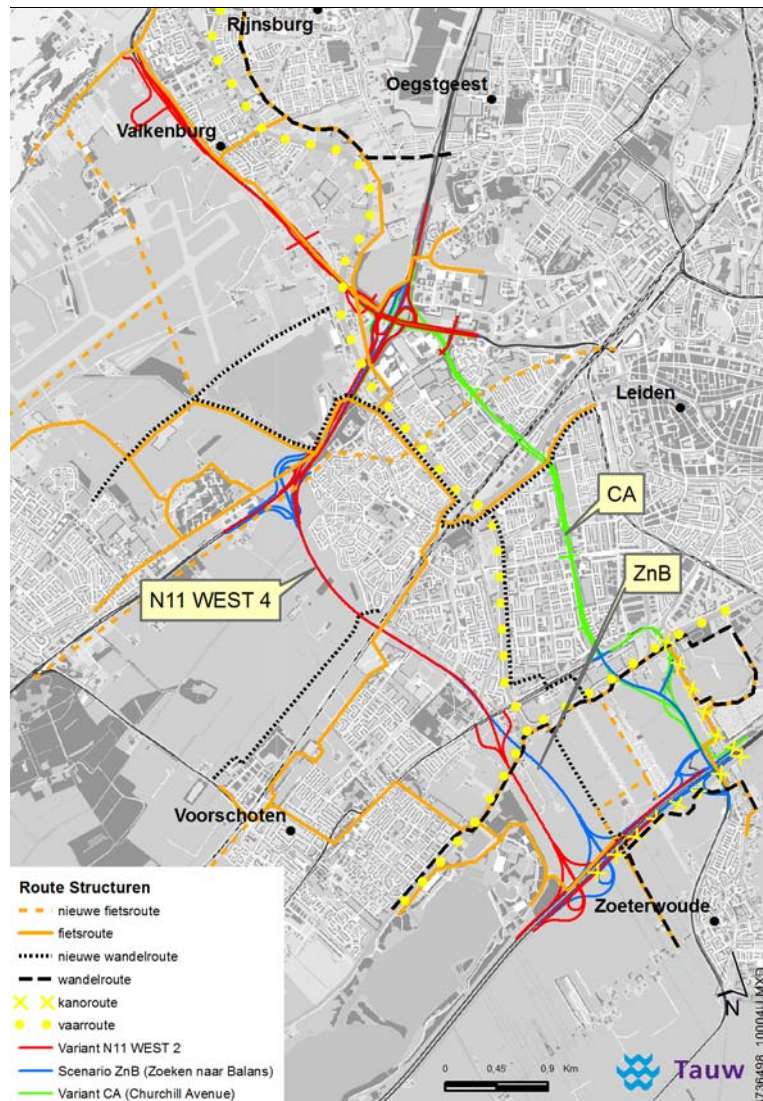 Rijnsburg
Oegstgeest
Valkenburg
Leiden
CA
ZnB
N11 WEST 4
Voorschoten
Zoeterwoude
Route Structuren
nieuwe fietsroute
fietsroute
nieuwe wandelroute
wandelroute
kanoroute
vaarroute
Variant N11 WEST 2
Scenario ZnB (Zoeken naar Balans)
Variant CA (Churchill Avenue)
0 0,45 0,9 Km
N
Tauw